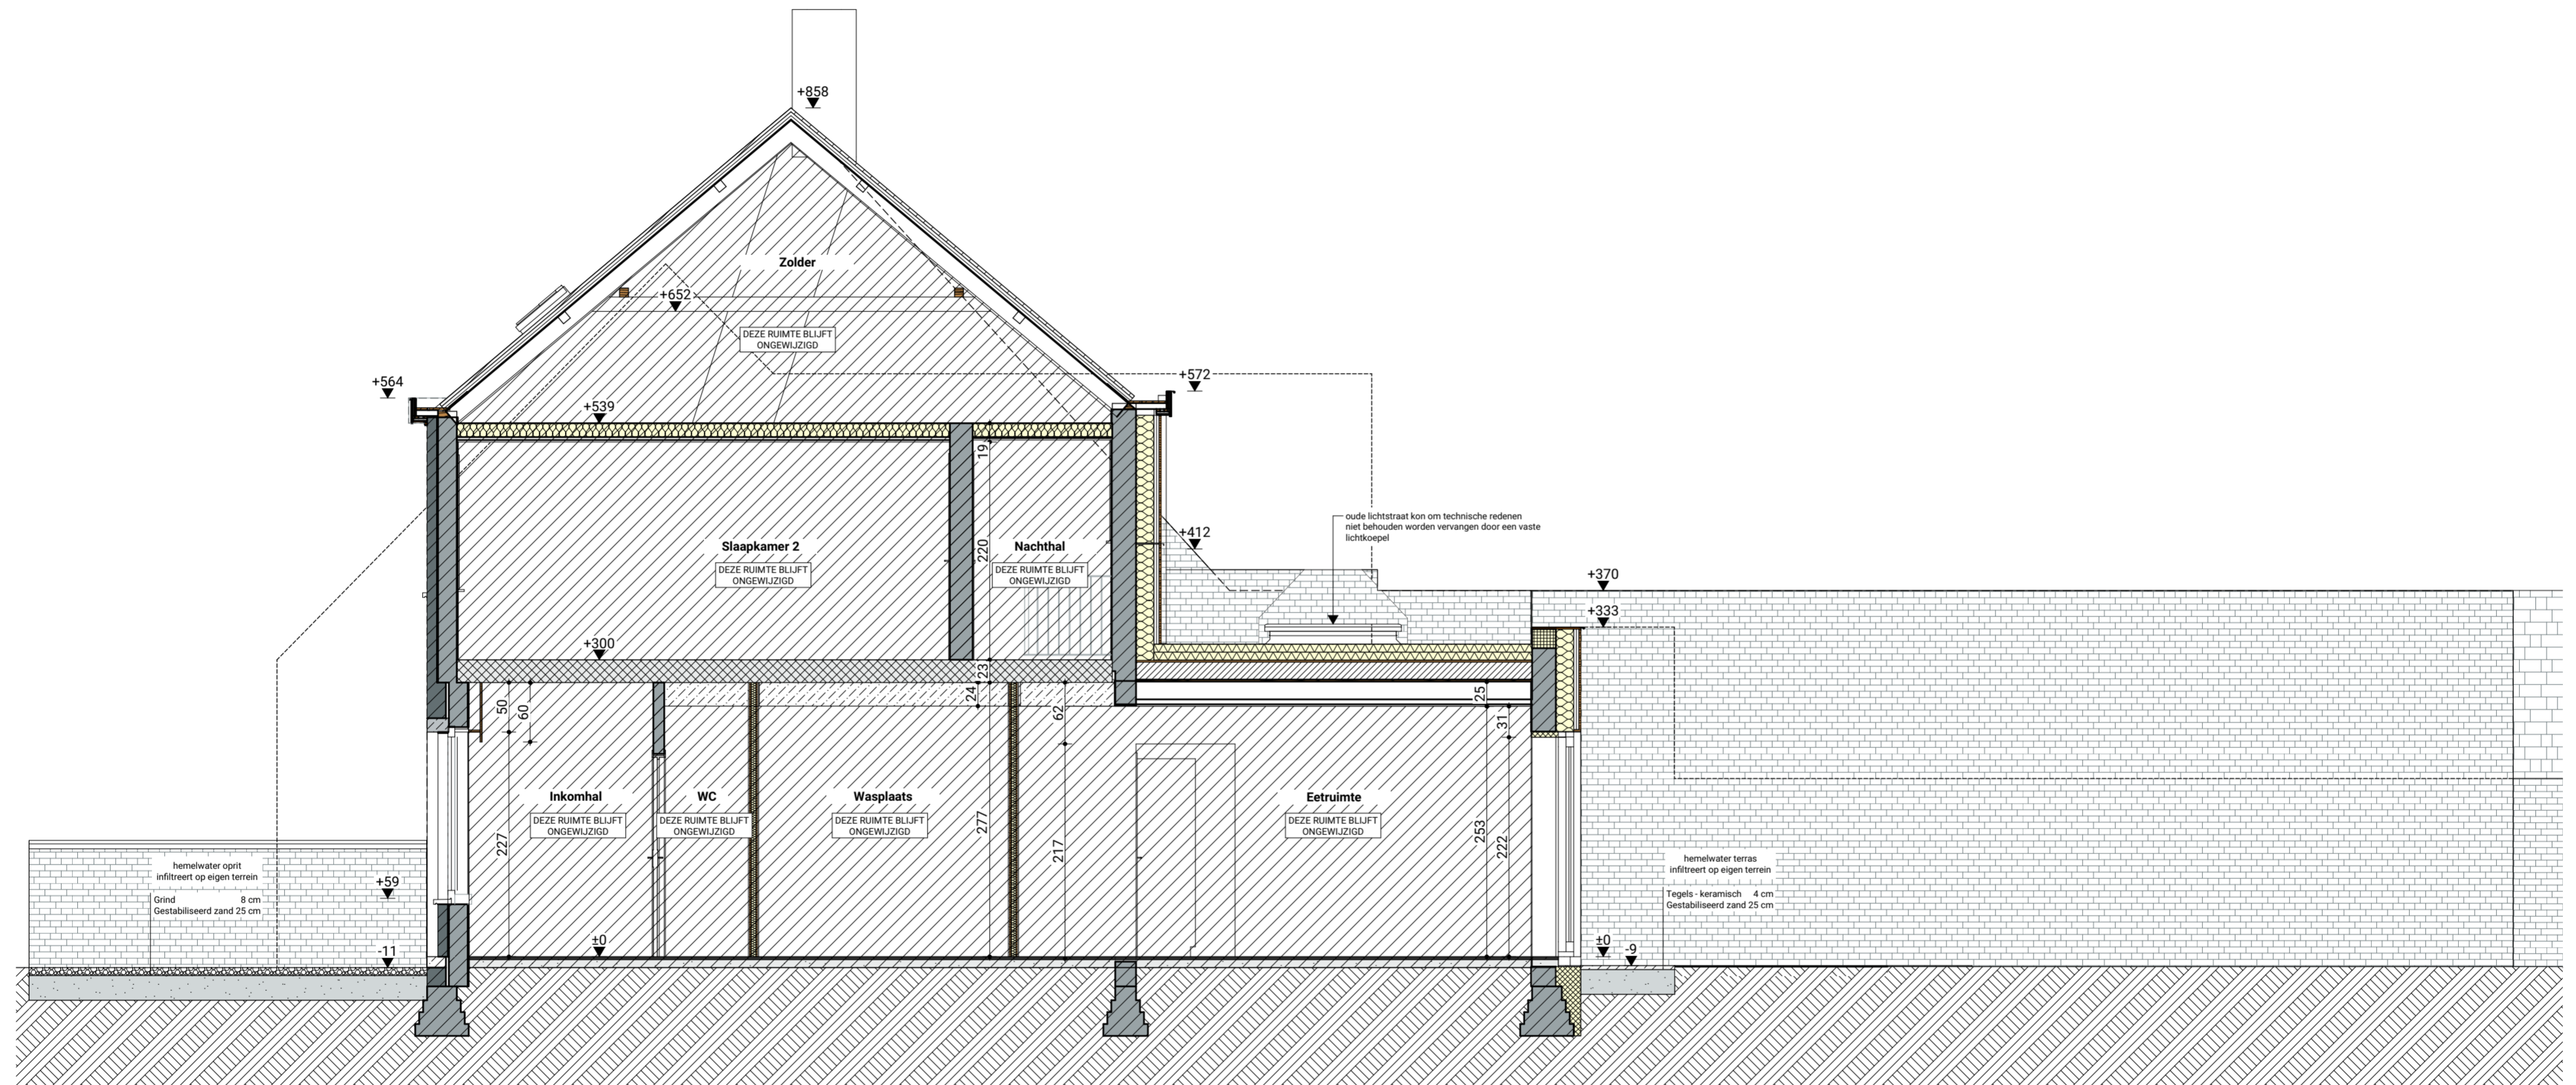 +858
Zolder
+652
DEZE RUIMTE BLIJFT
ONGEWIJZIGD
+564
+572
+539
19
oude lichtstraat kon om technische redenen
niet behouden worden vervangen door een vaste
lichtkoepel
+412
Slaapkamer 2
DEZE RUIMTE BLIJFT
ONGEWIJZIGD
220
Nachthal
DEZE RUIMTE BLIJFT
ONGEWIJZIGD
+370
+333
+300
23
24
50
60
62
25
31
Inkomhal
DEZE RUIMTE BLIJFT
ONGEWIJZIGD
WC
DEZE RUIMTE BLIJFT
ONGEWIJZIGD
Wasplaats
DEZE RUIMTE BLIJFT
ONGEWIJZIGD
Eetruimte
DEZE RUIMTE BLIJFT
ONGEWIJZIGD
227
277
217
253
222
hemelwater oprit
infiltreert op eigen terrein
Grind 8 cm
Gestabiliseerd zand 25 cm
+59
-11
±0
hemelwater terras
infiltreert op eigen terrein
Tegels - keramisch 4 cm
Gestabiliseerd zand 25 cm
±0
-9